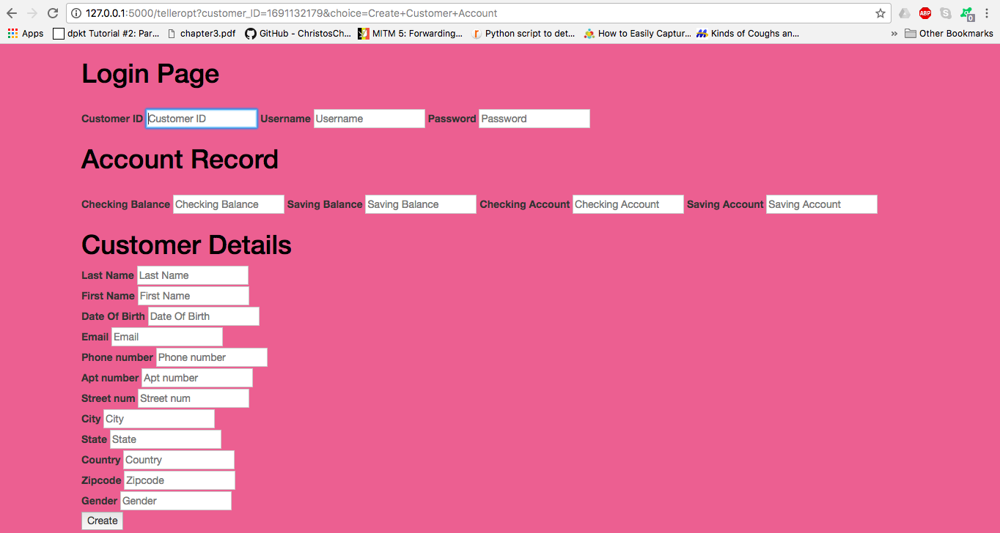 127.0.0.1:5000/telleropt?customer_ID=1691132179&choice=Create+Customer+Account ABP 0
Apps dpkt Tutorial #2: Par... chapter3.pdf GitHub - ChristosCh... MITM 5: Forwarding... Python script to det... How to Easily Captur... Kinds of Coughs an... » Other Bookmarks
Login Page
Customer ID Customer ID Username Username Password Password
Account Record
Checking Balance Checking Balance Saving Balance Saving Balance Checking Account Checking Account Saving Account Saving Account
Customer Details
Last Name Last Name
First Name First Name
Date Of Birth Date Of Birth
Email Email
Phone number Phone number
Apt number Apt number
Street num Street num
City City
State State
Country Country
Zipcode Zipcode
Gender Gender
Create